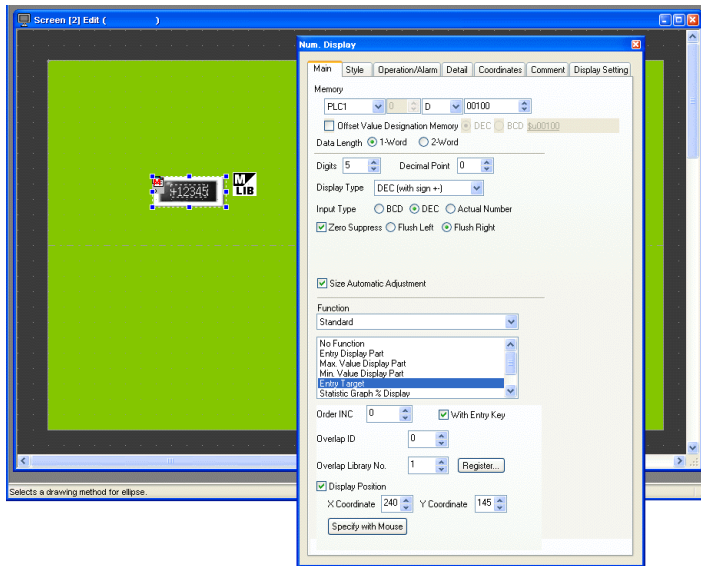 Screen [2] Edit ( )
Num. Display
Main Style Operation/Alarm Detail Coordinates Comment Display Setting
Memory
PLC1 0 D 00100
Offset Value Designation Memory DEC BCD $u00100
Data Length 1-Word 2-Word
Digits 5 Decimal Point 0
Display Type DEC (with sign +-)
Input Type BCD DEC Actual Number
Zero Suppress Flush Left Flush Right
Size Automatic Adjustment
Function
Standard
No Function
Entry Display Part
Max. Value Display Part
Min. Value Display Part
Entry Target
Statistic Graph % Display
Order INC 0 With Entry Key
Overlap ID 0
Overlap Library No. 1 Register...
Display Position
X Coordinate 240 Y Coordinate 145
Specify with Mouse
+12345
M
LIB
Selects a drawing method for ellipse.